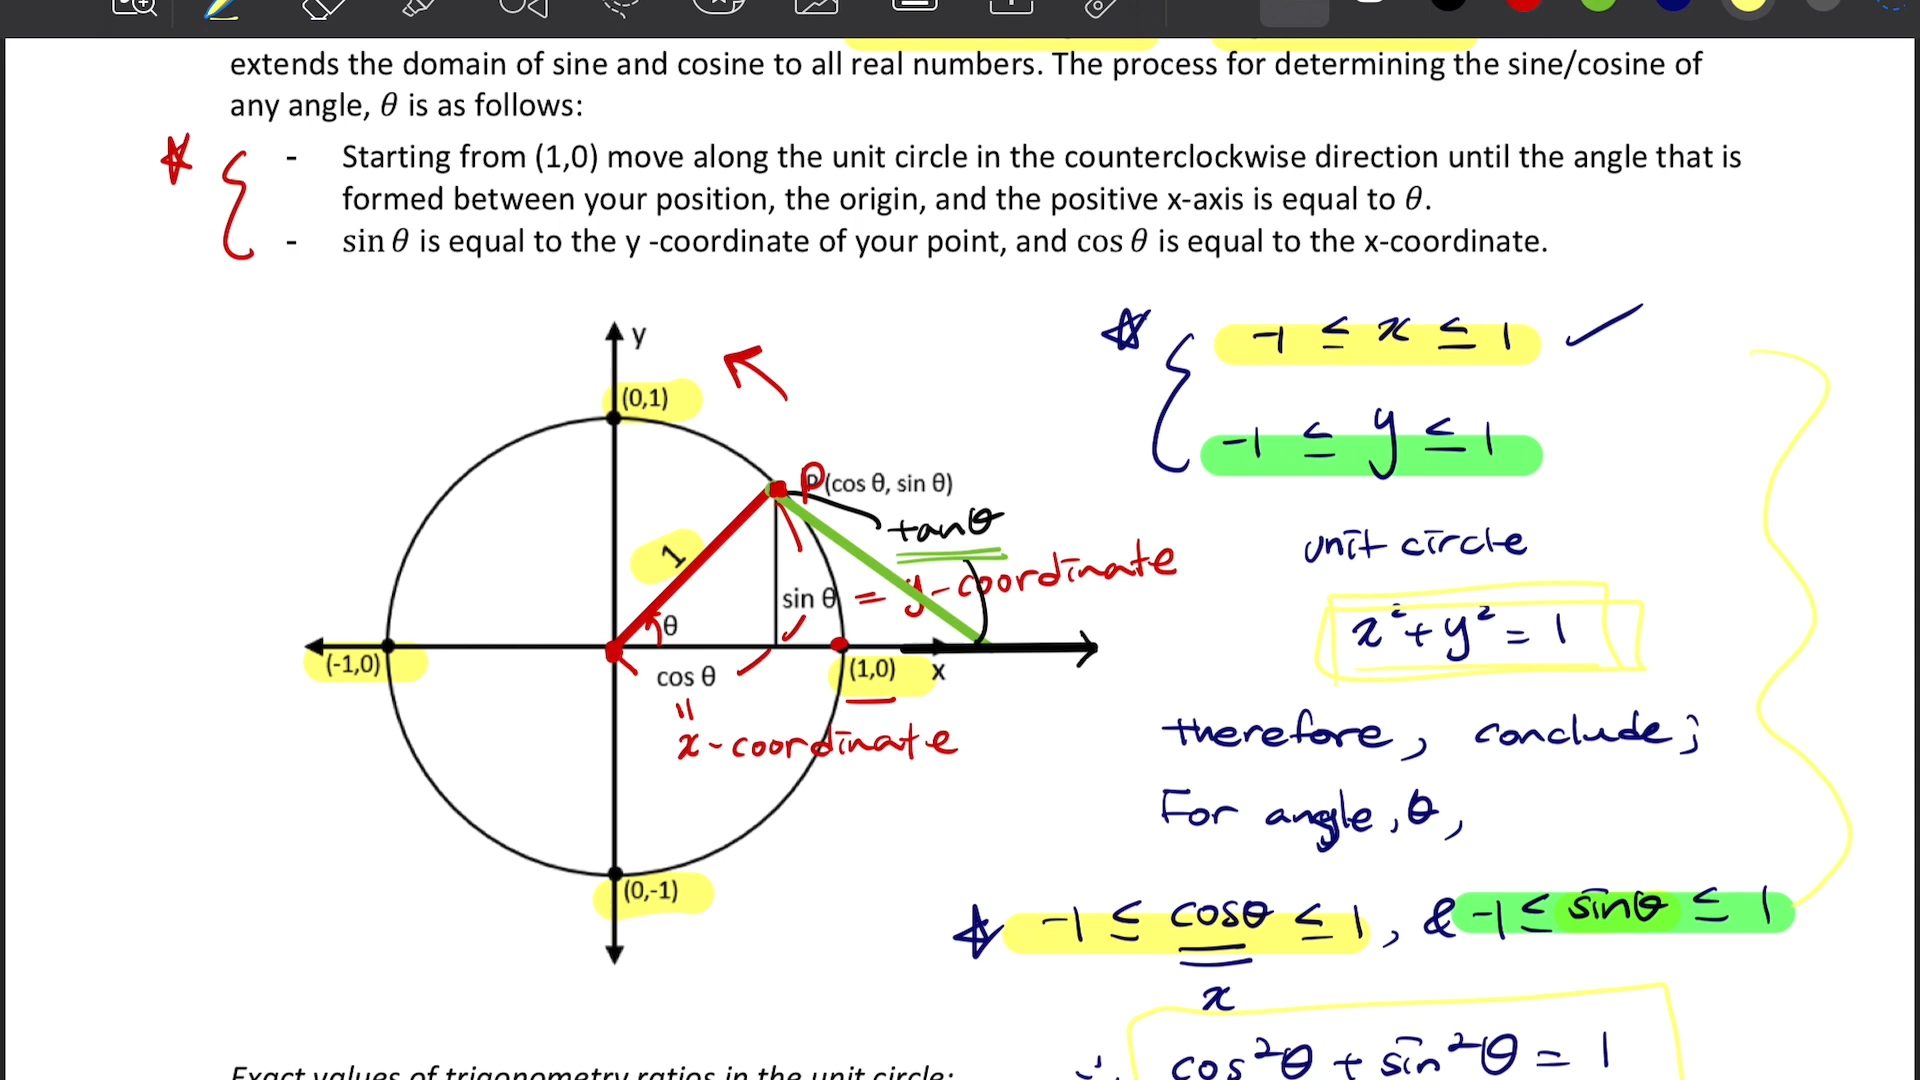 extends the domain of sine and cosine to all real numbers. The process for determining the sine/cosine of
any angle, θ is as follows:
- Starting from (1,0) move along the unit circle in the counterclockwise direction until the angle that is
formed between your position, the origin, and the positive x-axis is equal to θ.
- sin θ is equal to the y -coordinate of your point, and cos θ is equal to the x-coordinate.
y
(0,1)
P(cos θ, sin θ)
tanθ
1
sin θ = y-coordinate
θ
(-1,0)
cos θ
(1,0)
x
=
x-coordinate
(0,-1)
-1 ≤ x ≤ 1
-1 ≤ y ≤ 1
unit circle
x² + y² = 1
therefore, conclude;
For angle, θ,
-1 ≤ cosθ ≤ 1, & -1 ≤ sinθ ≤ 1
x
∴ cos²θ + sin²θ = 1
Exact values of trigonometry ratios in the unit circle: